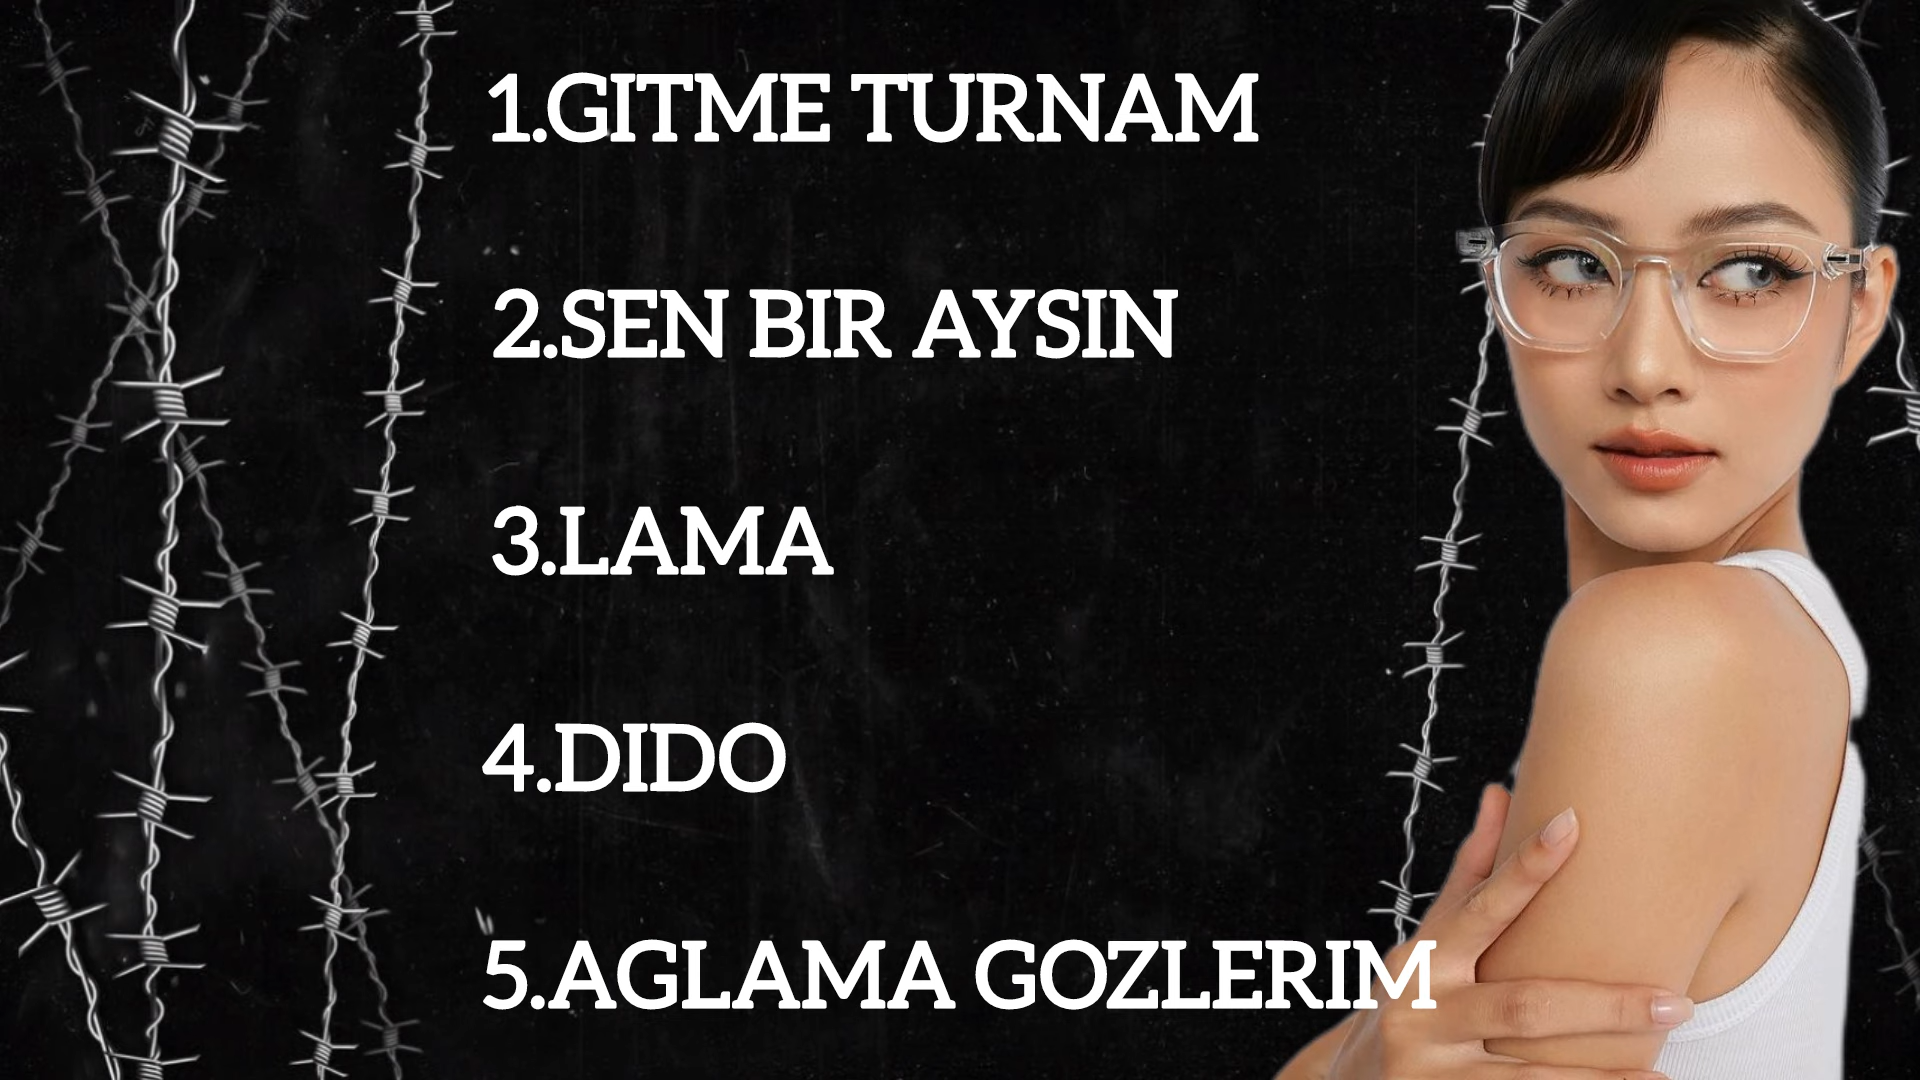 1.GITME TURNAM
2.SEN BIR AYSIN
3.LAMA
4.DIDO
5.AGLAMA GOZLERIM